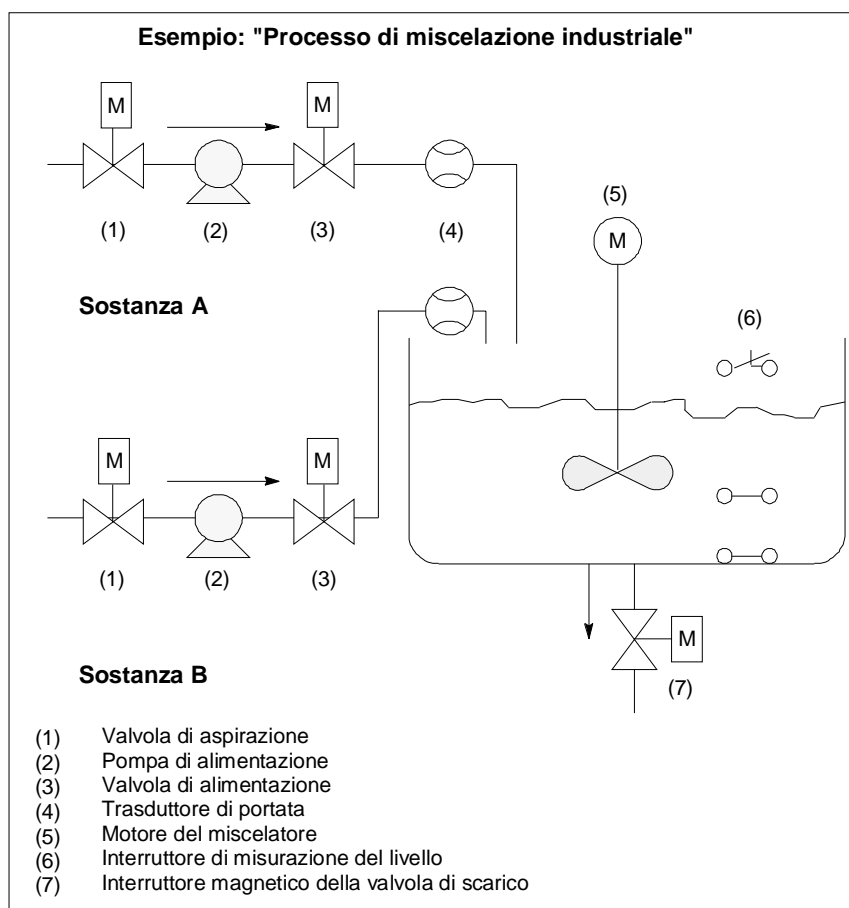 Esempio: "Processo di miscelazione industriale"
M M
(1) (2) (3) (4)
(5)
M
Sostanza A
(6)
M M
(1) (2) (3)
M
(7)
Sostanza B
(1) Valvola di aspirazione
(2) Pompa di alimentazione
(3) Valvola di alimentazione
(4) Trasduttore di portata
(5) Motore del miscelatore
(6) Interruttore di misurazione del livello
(7) Interruttore magnetico della valvola di scarico